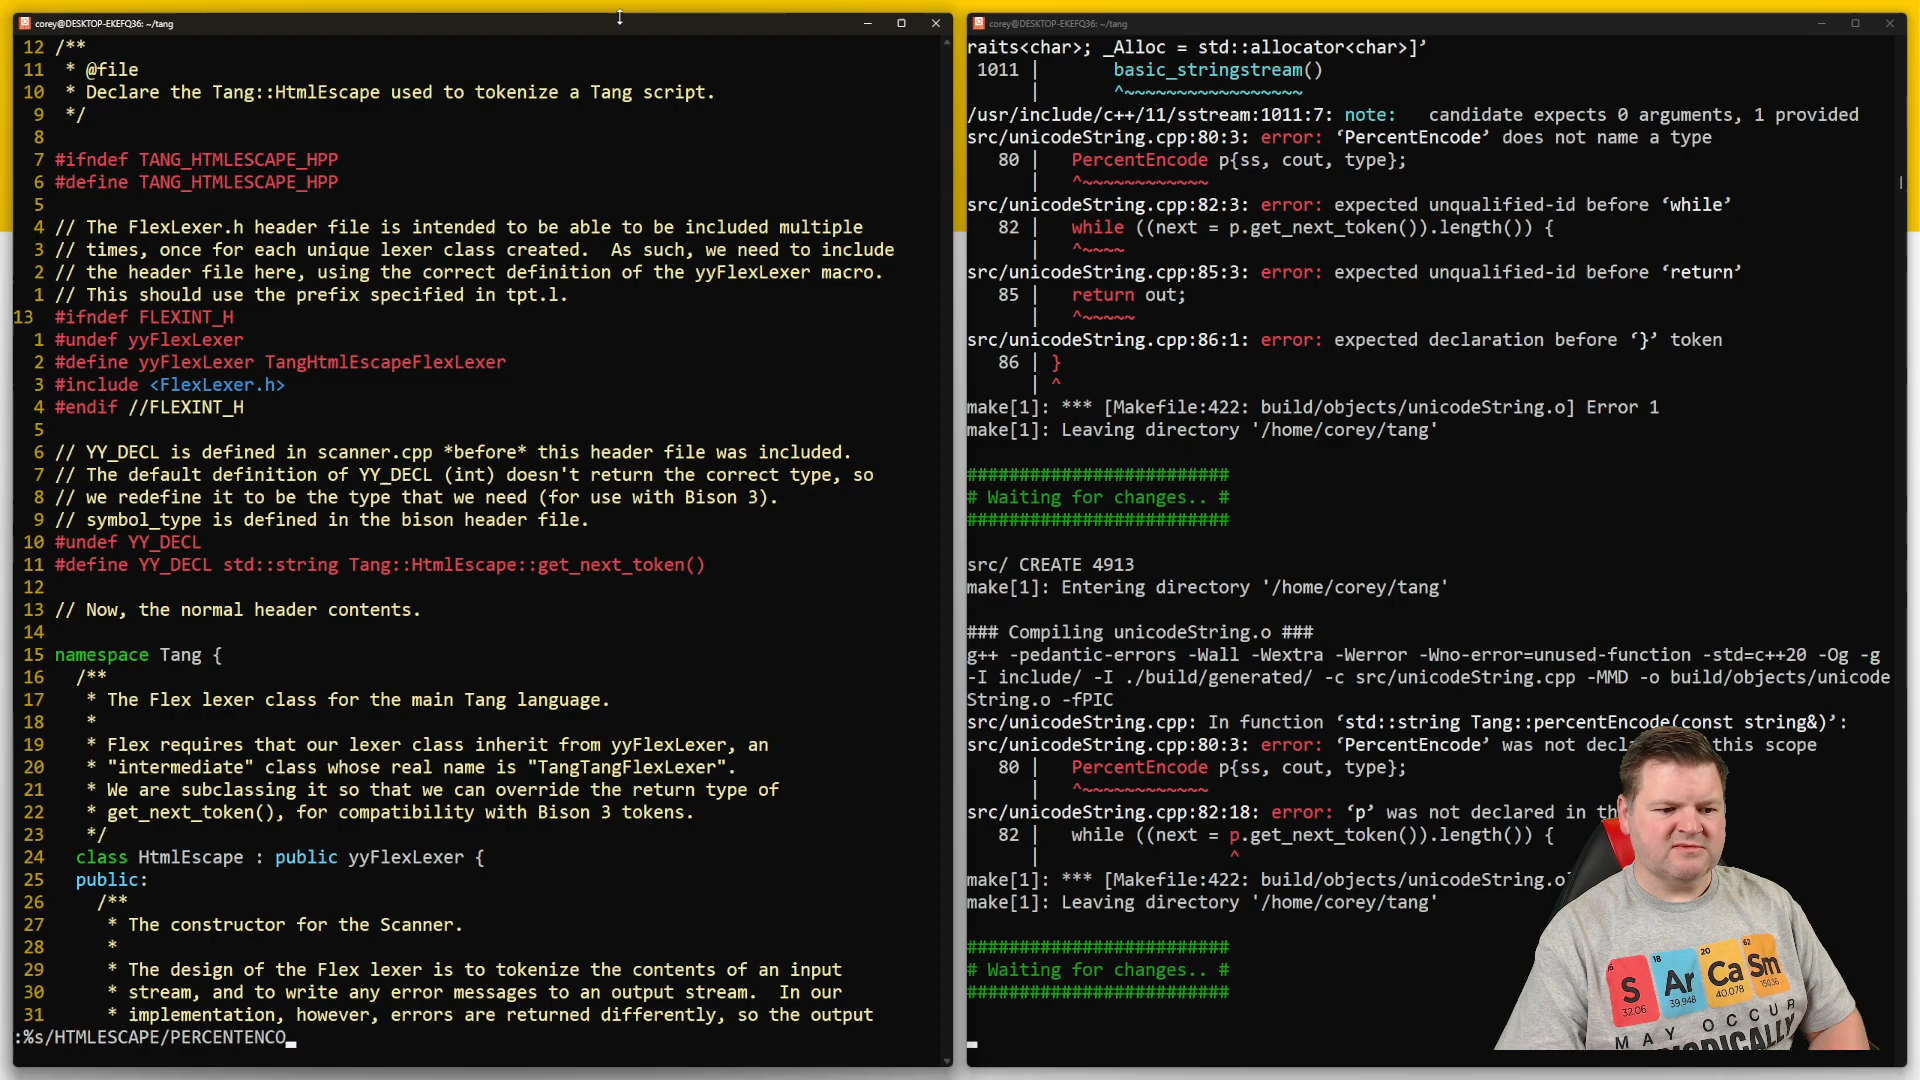 corey@DESKTOP-EKEFQ36: ~/tang
12 /**
11  * @file
10  * Declare the Tang::HtmlEscape used to tokenize a Tang script.
9  */
8
7 #ifndef TANG_HTMLESCAPE_HPP
6 #define TANG_HTMLESCAPE_HPP
5
4 // The FlexLexer.h header file is intended to be able to be included multiple
3 // times, once for each unique lexer class created.  As such, we need to include
2 // the header file here, using the correct definition of the yyFlexLexer macro.
1 // This should use the prefix specified in tpt.l.
13 #ifndef FLEXINT_H
1 #undef yyFlexLexer
2 #define yyFlexLexer TangHtmlEscapeFlexLexer
3 #include <FlexLexer.h>
4 #endif //FLEXINT_H
5
6 // YY_DECL is defined in scanner.cpp *before* this header file was included.
7 // The default definition of YY_DECL (int) doesn't return the correct type, so
8 // we redefine it to be the type that we need (for use with Bison 3).
9 // symbol_type is defined in the bison header file.
10 #undef YY_DECL
11 #define YY_DECL std::string Tang::HtmlEscape::get_next_token()
12
13 // Now, the normal header contents.
14
15 namespace Tang {
16   /**
17    * The Flex lexer class for the main Tang language.
18    *
19    * Flex requires that our lexer class inherit from yyFlexLexer, an
20    * "intermediate" class whose real name is "TangTangFlexLexer".
21    * We are subclassing it so that we can override the return type of
22    * get_next_token(), for compatibility with Bison 3 tokens.
23    */
24   class HtmlEscape : public yyFlexLexer {
25   public:
26     /**
27      * The constructor for the Scanner.
28      *
29      * The design of the Flex lexer is to tokenize the contents of an input
30      * stream, and to write any error messages to an output stream.  In our
31      * implementation, however, errors are returned differently, so the output
:%s/HTMLESCAPE/PERCENTENCO
corey@DESKTOP-EKEFQ36: ~/tang
raits<char>; _Alloc = std::allocator<char>]’
1011 |       basic_stringstream()
|       ^~~~~~~~~~~~~~~~~~
/usr/include/c++/11/sstream:1011:7: note:   candidate expects 0 arguments, 1 provided
src/unicodeString.cpp:80:3: error: ‘PercentEncode’ does not name a type
80 |   PercentEncode p{ss, cout, type};
|   ^~~~~~~~~~~~~
src/unicodeString.cpp:82:3: error: expected unqualified-id before ‘while’
82 |   while ((next = p.get_next_token()).length()) {
|   ^~~~~
src/unicodeString.cpp:85:3: error: expected unqualified-id before ‘return’
85 |   return out;
|   ^~~~~~
src/unicodeString.cpp:86:1: error: expected declaration before ‘}’ token
86 | }
| ^
make[1]: *** [Makefile:422: build/objects/unicodeString.o] Error 1
make[1]: Leaving directory '/home/corey/tang'
#########################
# Waiting for changes.. #
#########################
src/ CREATE 4913
make[1]: Entering directory '/home/corey/tang'
### Compiling unicodeString.o ###
g++ -pedantic-errors -Wall -Wextra -Werror -Wno-error=unused-function -std=c++20 -Og -g
-I include/ -I ./build/generated/ -c src/unicodeString.cpp -MMD -o build/objects/unicode
String.o -fPIC
src/unicodeString.cpp: In function ‘std::string Tang::percentEncode(const string&)’:
src/unicodeString.cpp:80:3: error: ‘PercentEncode’ was not this scope
80 |   PercentEncode p{ss, cout, type};
|   ^~~~~~~~~~~~~
src/unicodeString.cpp:82:18: error: ‘p’ was not declared in
82 |   while ((next = p.get_next_token()).length()) {
|                  ^
make[1]: *** [Makefile:422: build/objects/unicodeString.o]
make[1]: Leaving directory '/home/corey/tang'
#########################
# Waiting for changes.. #
#########################
S Ar Ca Sm
32.06 39.948 40.078
18 20 62
MAY OCCUR